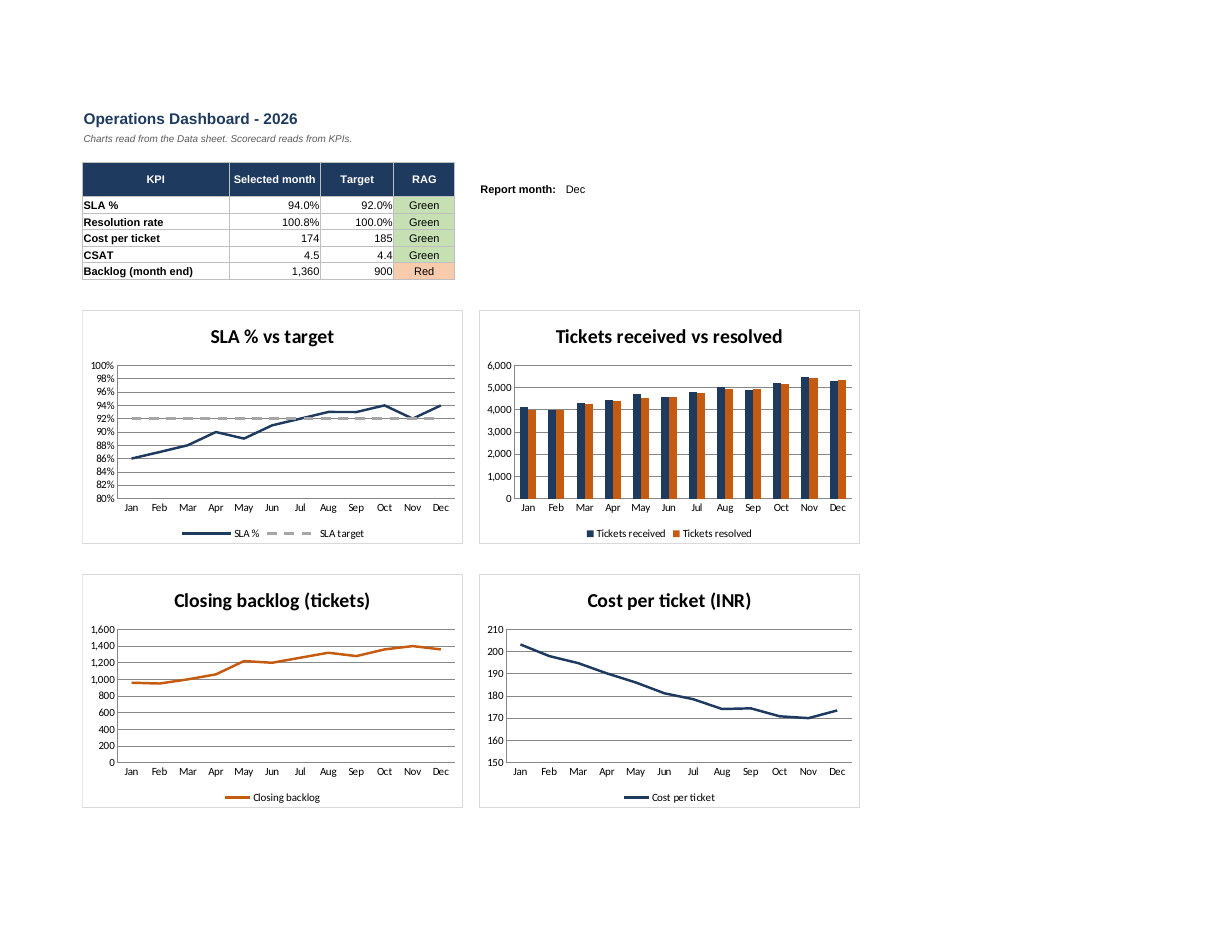 Operations Dashboard - 2026
Charts read from the Data sheet. Scorecard reads from KPIs.
KPI Selected month Target RAG
Report month: Dec
SLA % 94.0% 92.0% Green
Resolution rate 100.8% 100.0% Green
Cost per ticket 174 185 Green
CSAT 4.5 4.4 Green
Backlog (month end) 1,360 900 Red
SLA % vs target
100%
98%
96%
94%
92%
90%
88%
86%
84%
82%
80%
Jan Feb Mar Apr May Jun Jul Aug Sep Oct Nov Dec
SLA % SLA target
Tickets received vs resolved
6,000
5,000
4,000
3,000
2,000
1,000
0
Jan Feb Mar Apr May Jun Jul Aug Sep Oct Nov Dec
Tickets received Tickets resolved
Closing backlog (tickets)
1,600
1,400
1,200
1,000
800
600
400
200
0
Jan Feb Mar Apr May Jun Jul Aug Sep Oct Nov Dec
Closing backlog
Cost per ticket (INR)
210
200
190
180
170
160
150
Jan Feb Mar Apr May Jun Jul Aug Sep Oct Nov Dec
Cost per ticket